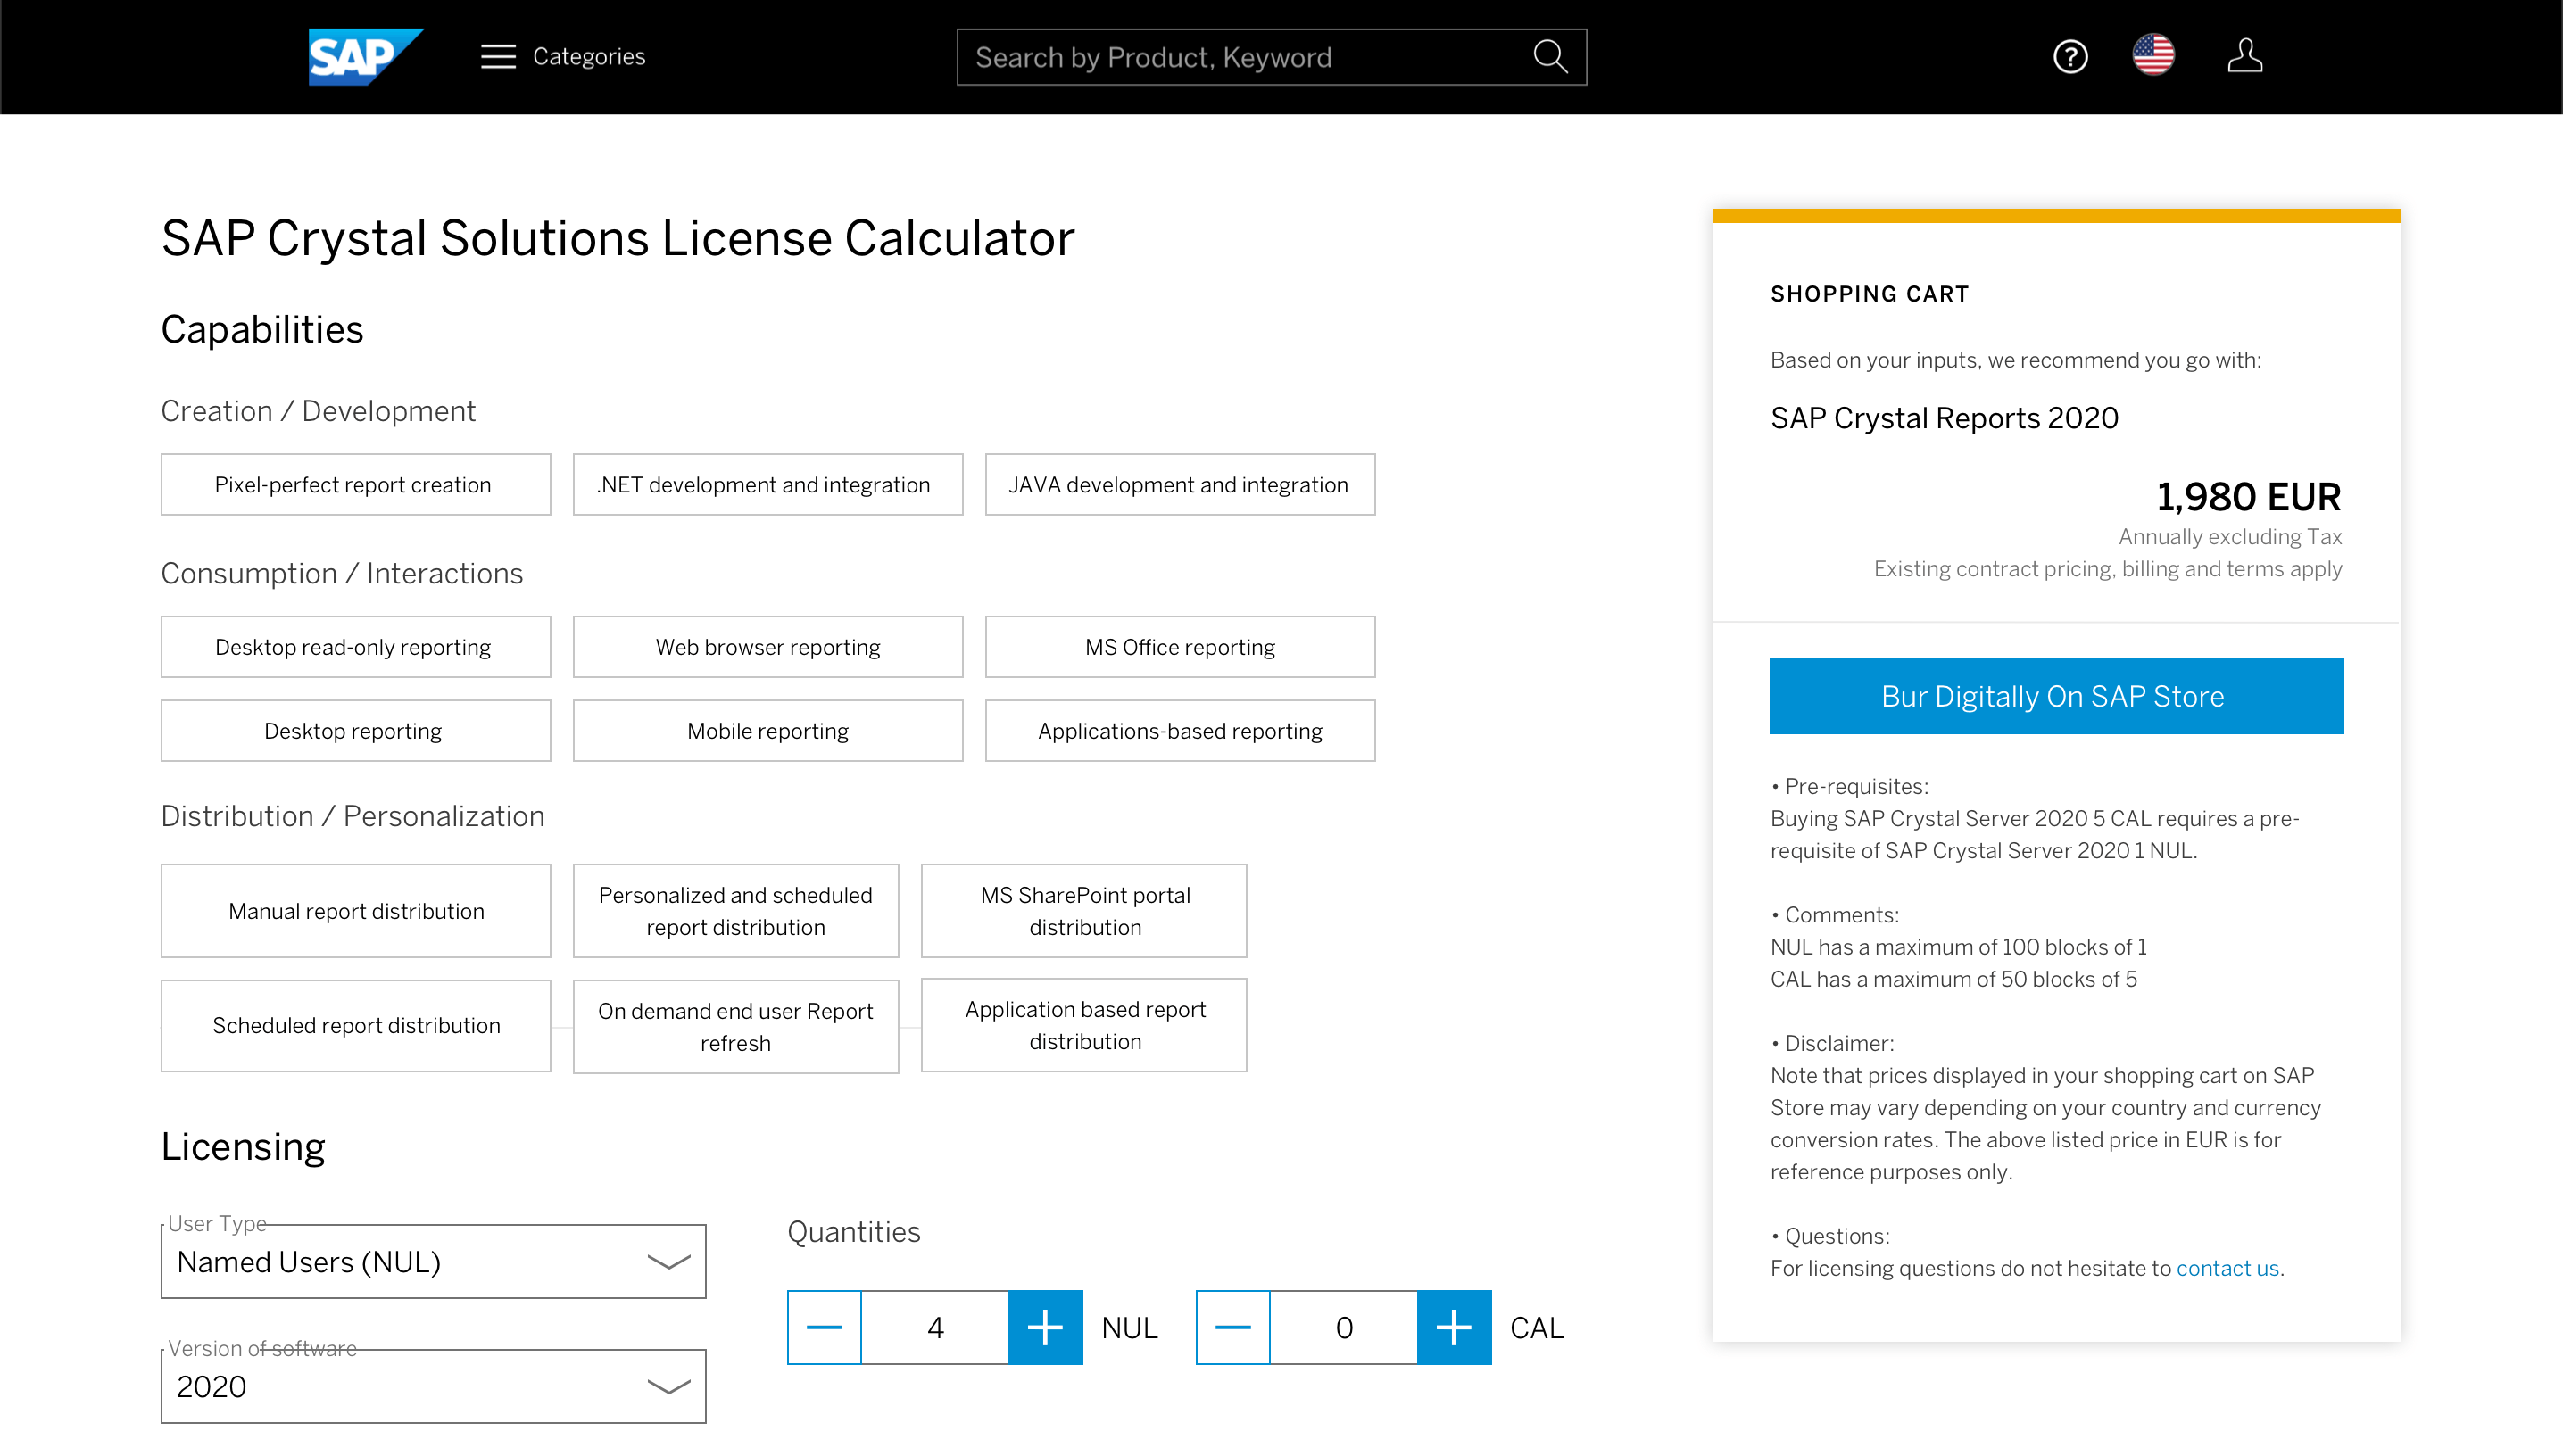 SAP
Categories
Search by Product, Keyword
SAP Crystal Solutions License Calculator
Capabilities
Creation / Development
Pixel-perfect report creation
.NET development and integration
JAVA development and integration
Consumption / Interactions
Desktop read-only reporting
Web browser reporting
MS Office reporting
Desktop reporting
Mobile reporting
Applications-based reporting
Distribution / Personalization
Manual report distribution
Personalized and scheduled
report distribution
MS SharePoint portal
distribution
Scheduled report distribution
On demand end user Report
refresh
Application based report
distribution
Licensing
User Type
Named Users (NUL)
Version of software
2020
Quantities
4
NUL
0
CAL
SHOPPING CART
Based on your inputs, we recommend you go with:
SAP Crystal Reports 2020
1,980 EUR
Annually excluding Tax
Existing contract pricing, billing and terms apply
Bur Digitally On SAP Store
• Pre-requisites:
Buying SAP Crystal Server 2020 5 CAL requires a pre-
requisite of SAP Crystal Server 2020 1 NUL.
• Comments:
NUL has a maximum of 100 blocks of 1
CAL has a maximum of 50 blocks of 5
• Disclaimer:
Note that prices displayed in your shopping cart on SAP
Store may vary depending on your country and currency
conversion rates. The above listed price in EUR is for
reference purposes only.
• Questions:
For licensing questions do not hesitate to contact us.